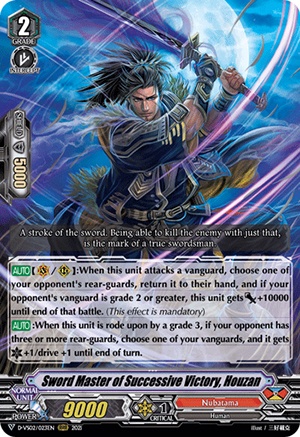 2
GRADE
INTERCEPT
5000
A stroke of the sword. Being able to kill the enemy with just that,
is the mark of a true swordsman.
AUTO [ ]:When this unit attacks a vanguard, choose one of
your opponent's rear-guards, return it to their hand, and if your
opponent's vanguard is grade 2 or greater, this unit gets +10000
until end of that battle. (This effect is mandatory)
AUTO:When this unit is rode upon by a grade 3, if your opponent has
three or more rear-guards, choose one of your vanguards, and it gets
+1/drive +1 until end of turn.
NORMAL UNIT
Sword Master of Successive Victory, Houzan
POWER 9000 1 CRITICAL
Nubatama
Human
D-VS02/023EN RRR 2021
Illust / 三好載克